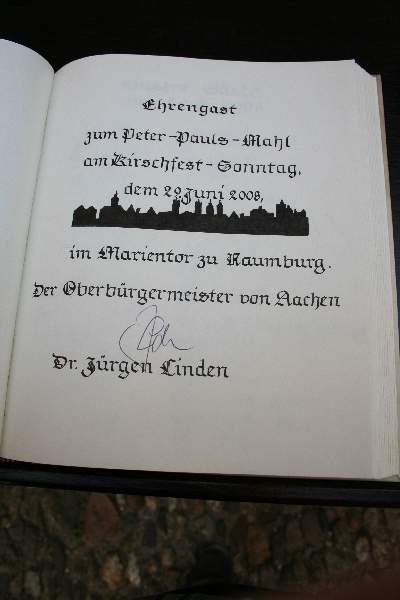 Ehrengast
zum Peter-Pauls-Mahl
am Kirschfest-Sonntag,
dem 29. Juni 2008,
im Marientor zu Naumburg.
Der Oberbürgermeister von Aachen
Dr. Jürgen Linden